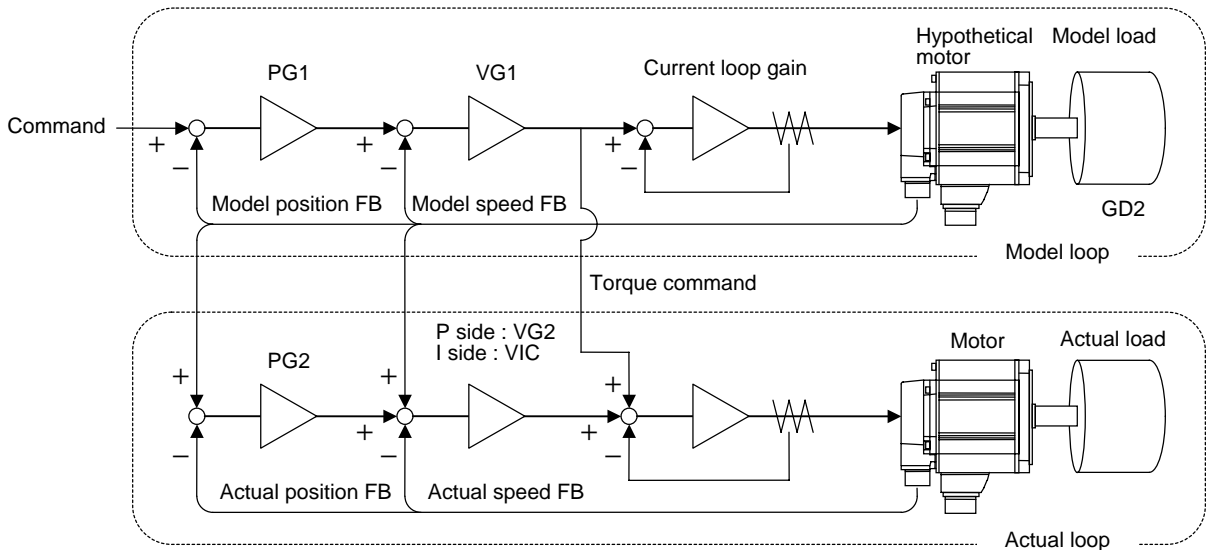 Hypothetical
motor
Model load
PG1
VG1
Current loop gain
Command
+
−
+
−
+
−
Model position FB
Model speed FB
GD2
Model loop
Torque command
P side : VG2
I side : VIC
Motor
Actual load
PG2
+
+
+
+
+
−
−
−
Actual position FB
Actual speed FB
Actual loop